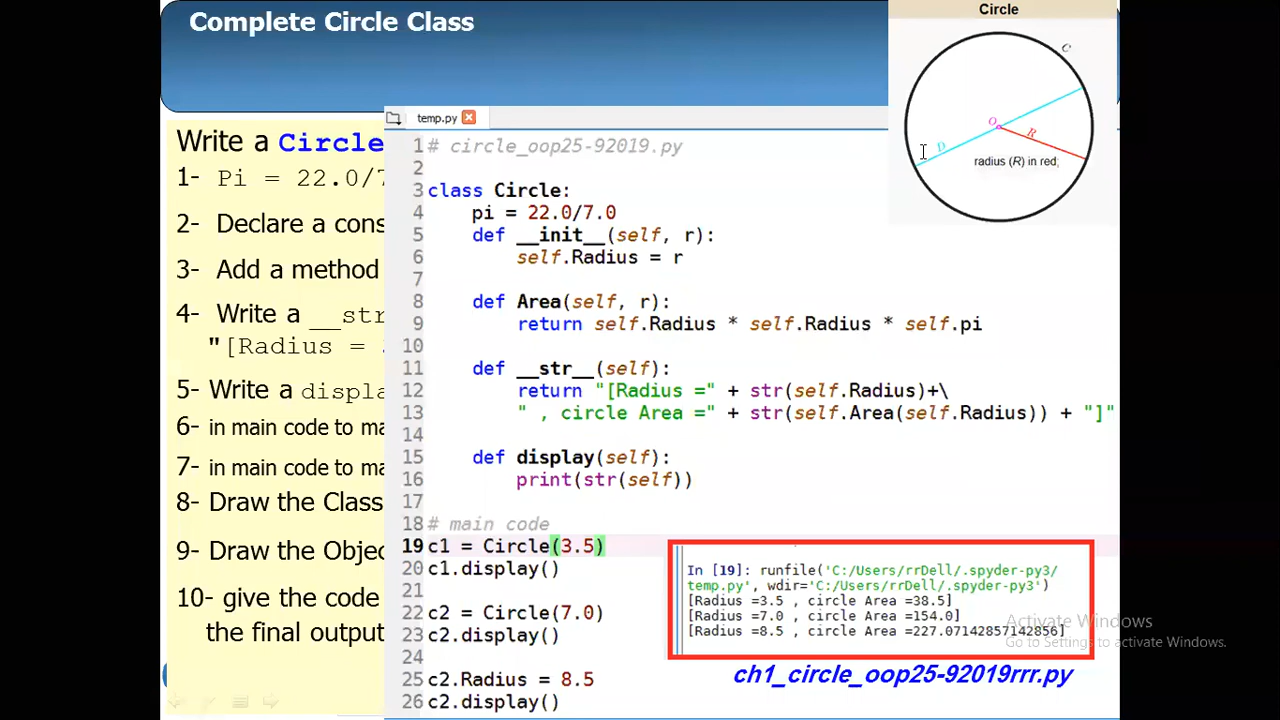 Complete Circle Class
Circle
C
O
R
D
radius (R) in red;
Write a Circle
1- Pi = 22.0/7
2- Declare a cons
3- Add a method
4- Write a __str
"[Radius = 
5- Write a displa
6- in main code to ma
7- in main code to ma
8- Draw the Class
9- Draw the Objec
10- give the code
the final output
temp.py
1 # circle_oop25-92019.py
2
3 class Circle:
4     pi = 22.0/7.0
5     def __init__(self, r):
6         self.Radius = r
7
8     def Area(self, r):
9         return self.Radius * self.Radius * self.pi
10
11     def __str__(self):
12         return "[Radius =" + str(self.Radius)+\
13         " , circle Area =" + str(self.Area(self.Radius)) + "]"
14
15     def display(self):
16         print(str(self))
17
18 # main code
19 c1 = Circle(3.5)
20 c1.display()
21
22 c2 = Circle(7.0)
23 c2.display()
24
25 c2.Radius = 8.5
26 c2.display()
In [19]: runfile('C:/Users/rrDell/.spyder-py3/
temp.py', wdir='C:/Users/rrDell/.spyder-py3')
[Radius =3.5 , circle Area =38.5]
[Radius =7.0 , circle Area =154.0]
[Radius =8.5 , circle Area =227.07142857142856]
Activate Windows
Go to Settings to activate Windows.
ch1_circle_oop25-92019rrr.py